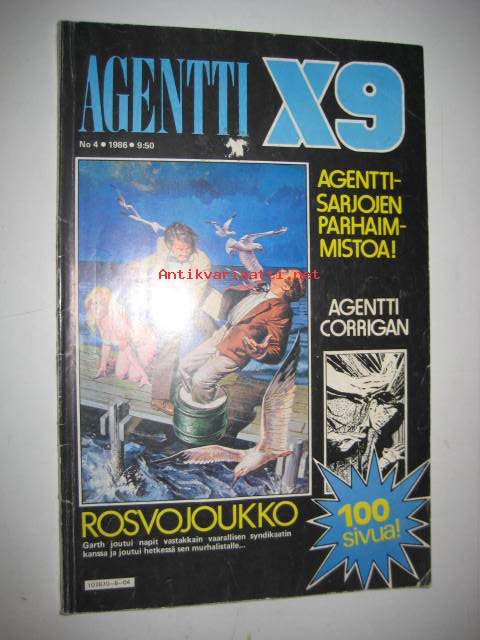 AGENTTI X9
No 4 • 1986 • 9:50
AGENTTI-
SARJOJEN
PARHAIM-
MISTOA!
Antikvariaatti.net
AGENTTI
CORRIGAN
100
sivua!
ROSVOJOUKKO
Garth joutui napit vastakkain vaarallisen syndikaatin
kanssa ja joutui hetkessä sen murhalistalle...